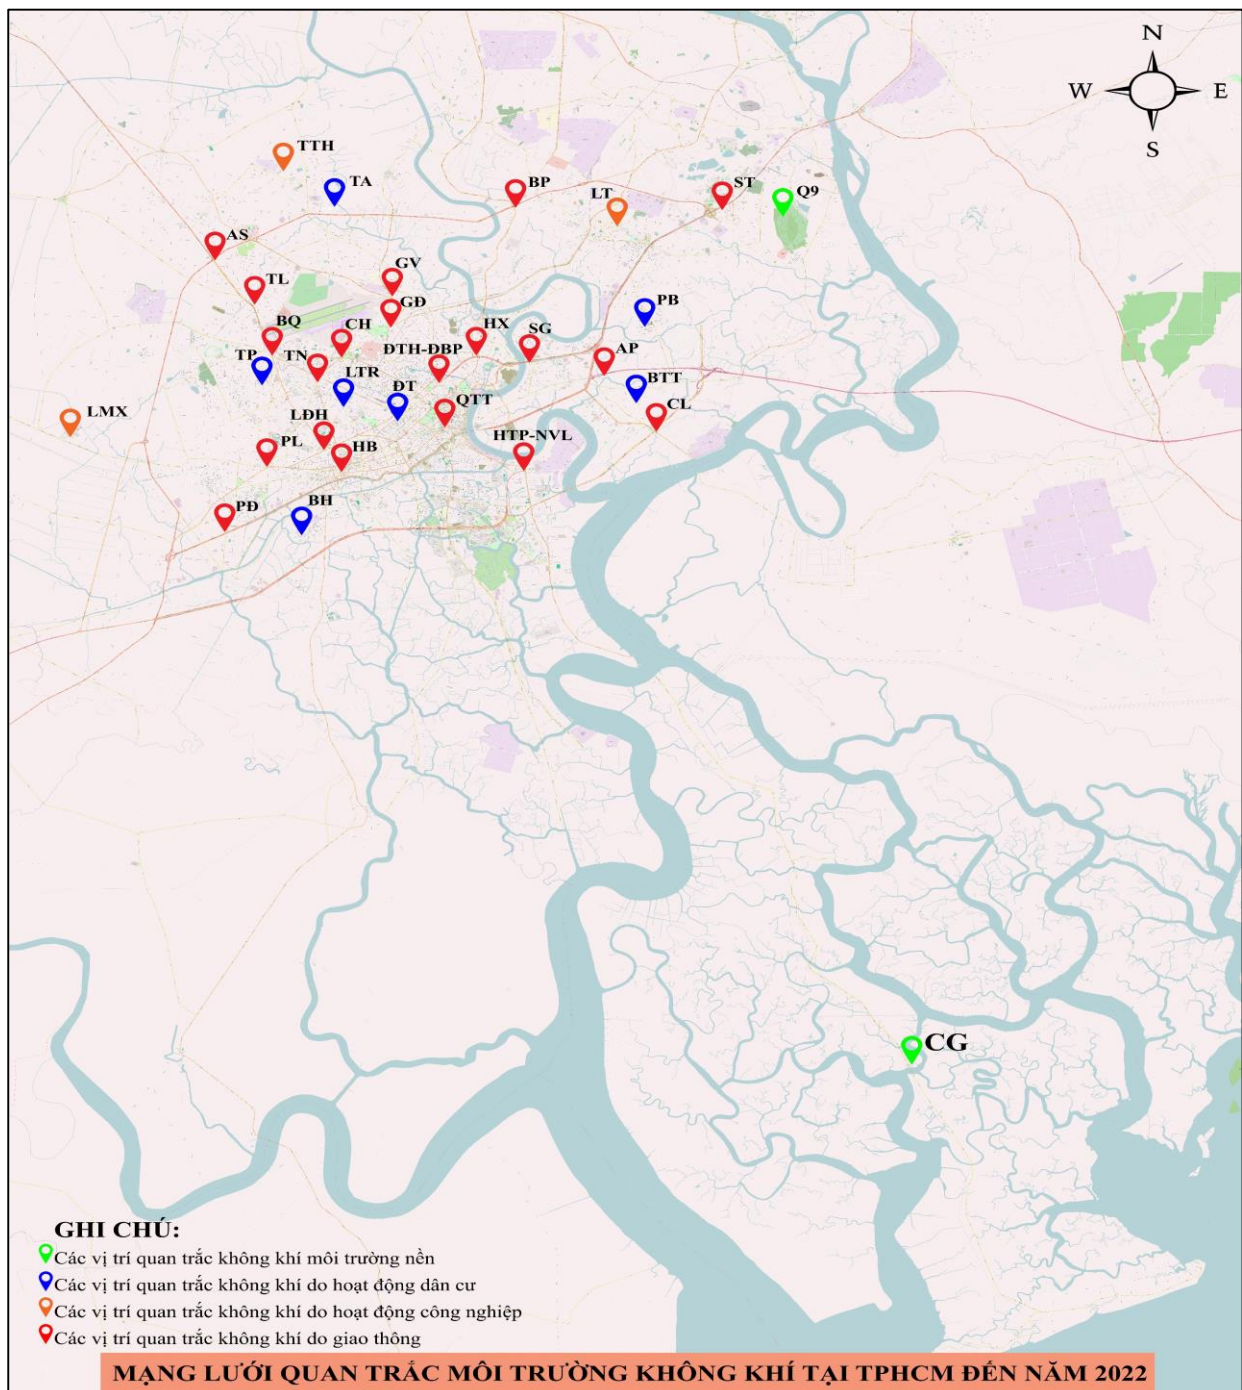 N
W E
S
TTH
TA
BP
LT
ST
Q9
AS
TL
GV
GĐ
PB
BQ
CH
HX
SG
TP
TN
ĐTH-ĐBP
AP
LTR
ĐT
BTT
QTT
CL
LMX
LĐH
PL
HB
HTP-NVL
PĐ
BH
CG
GHI CHÚ:
Các vị trí quan trắc không khí môi trường nền
Các vị trí quan trắc không khí do hoạt động dân cư
Các vị trí quan trắc không khí do hoạt động công nghiệp
Các vị trí quan trắc không khí do giao thông
MẠNG LƯỚI QUAN TRẮC MÔI TRƯỜNG KHÔNG KHÍ TẠI TPHCM ĐẾN NĂM 2022